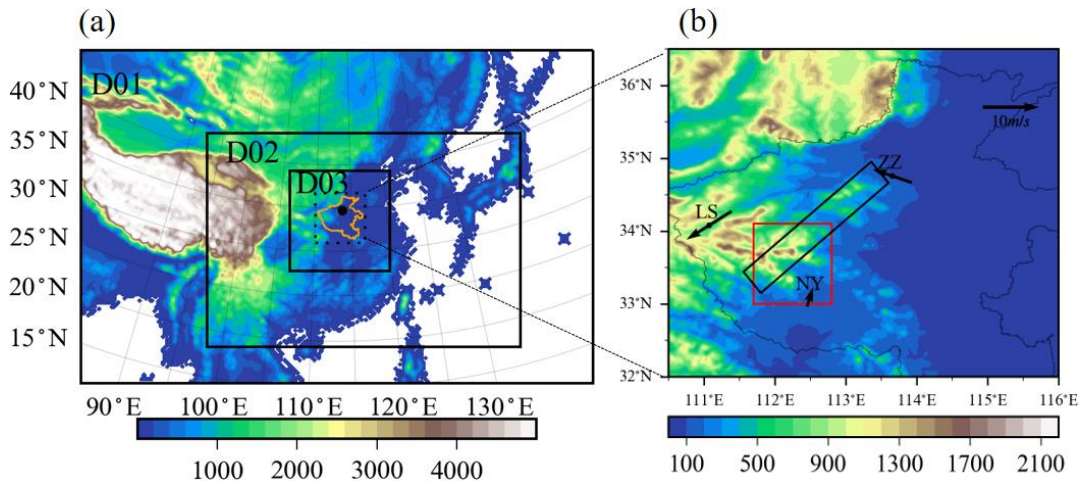 (a)
(b)
40°N
35°N
30°N
25°N
20°N
15°N
D01
D02
D03
90°E 100°E 110°E 120°E 130°E
1000 2000 3000 4000
36°N
35°N
34°N
33°N
32°N
10m/s
ZZ
LS
NY
111°E 112°E 113°E 114°E 115°E 116°E
100 500 900 1300 1700 2100